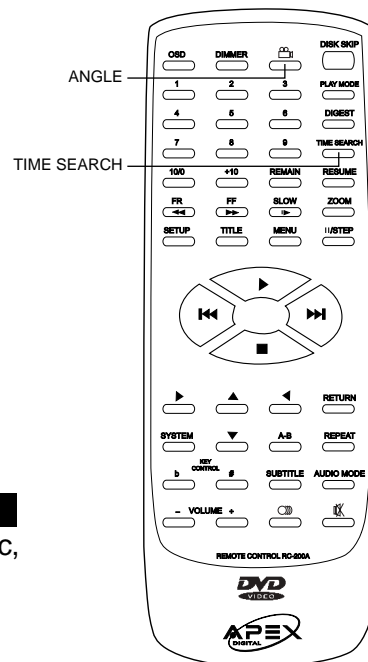 OSD DIMMER DISK SKIP
ANGLE
1 2 3 PLAY MODE
4 5 6 DIGEST
7 8 9 TIME SEARCH
TIME SEARCH
10/0 +10 REMAIN RESUME
FR FF SLOW ZOOM
SETUP TITLE MENU II/STEP
RETURN
SYSTEM A-B REPEAT
KEY
CONTROL
b # SUBTITLE AUDIO MODE
c,
- VOLUME +
REMOTE CONTROL RC-200A
DVD
VIDEO
APEX
DIGITAL